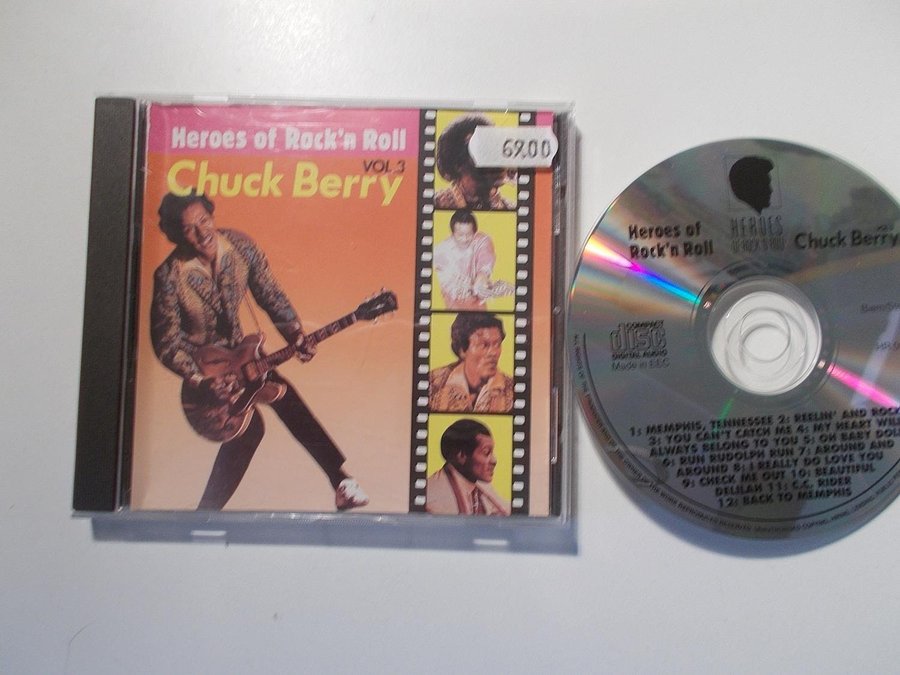 Heroes of Rock'n Roll
VOL.3
Chuck Berry
69.00
HEROES
OF ROCK'N ROLL
Heroes of
Rock'n Roll
Chuck Berry
COMPACT
disc
DIGITAL AUDIO
Made in EEC
1: MEMPHIS, TENNESSEE 2: REELIN' AND ROCK
3: YOU CAN'T CATCH ME 4: MY HEART WILL
ALWAYS BELONG TO YOU 5: OH BABY DOLL
6: RUN RUDOLPH RUN 7: AROUND AND
AROUND 8: I REALLY DO LOVE YOU
9: CHECK ME OUT 10: BEAUTIFUL
DELILAH 11: C.C. RIDER
12: BACK TO MEMPHIS